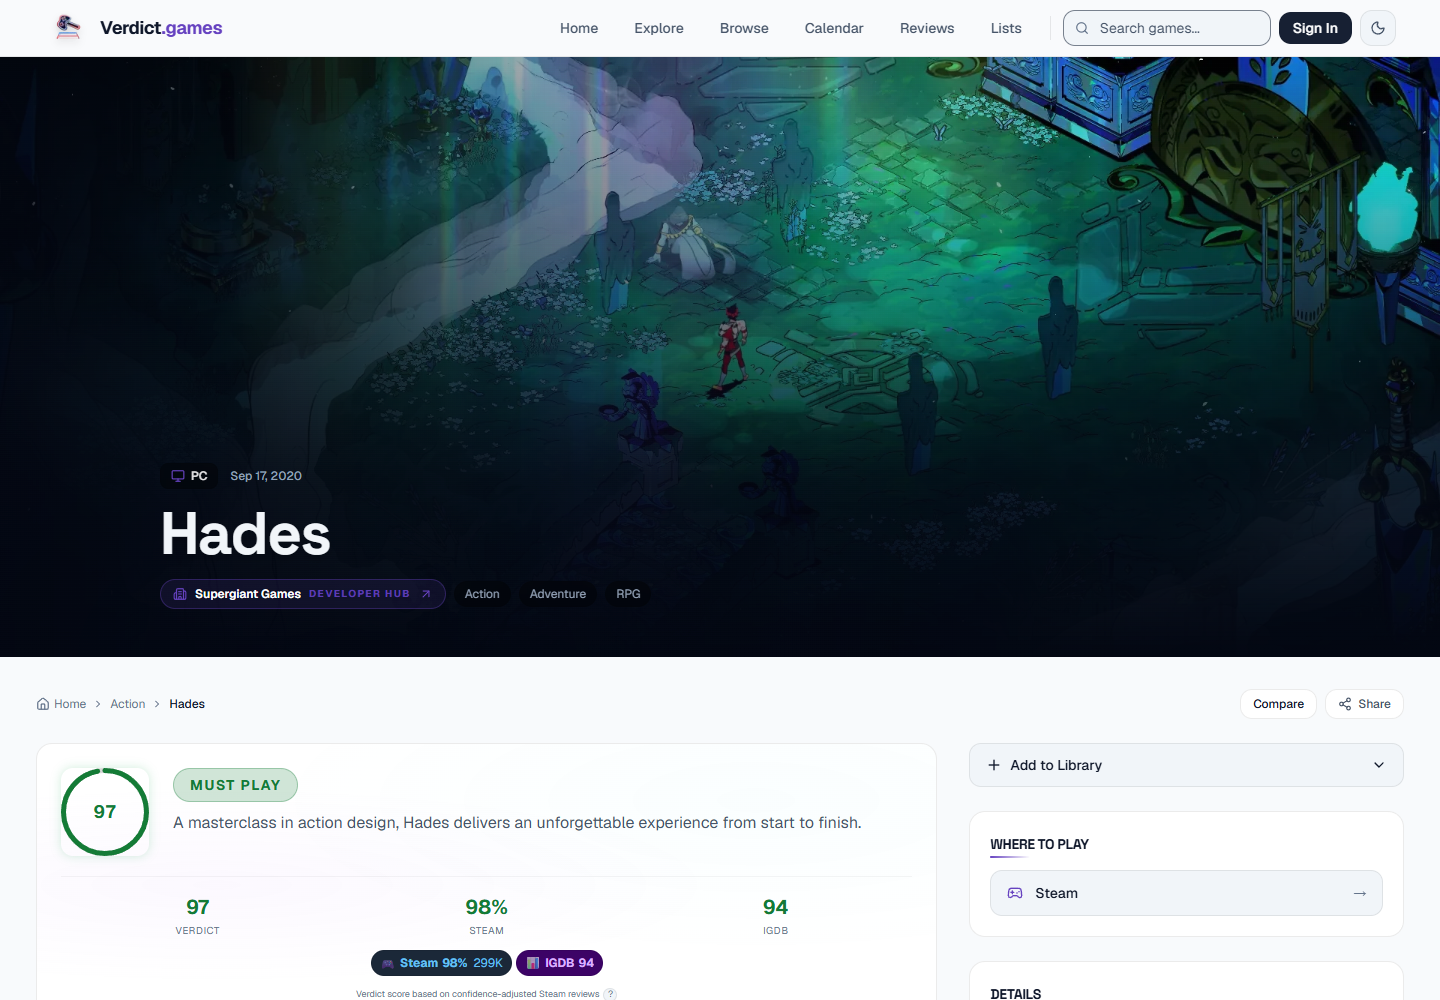 Verdict.games
Home Explore Browse Calendar Reviews Lists Search games... Sign In
PC Sep 17, 2020
Hades
Supergiant Games DEVELOPER HUB Action Adventure RPG
Home > Action > Hades
Compare Share
97
MUST PLAY
A masterclass in action design, Hades delivers an unforgettable experience from start to finish.
97 98% 94
VERDICT STEAM IGDB
Steam 98% 299K IGDB 94
Verdict score based on confidence-adjusted Steam reviews ?
+ Add to Library
WHERE TO PLAY
Steam →
DETAILS